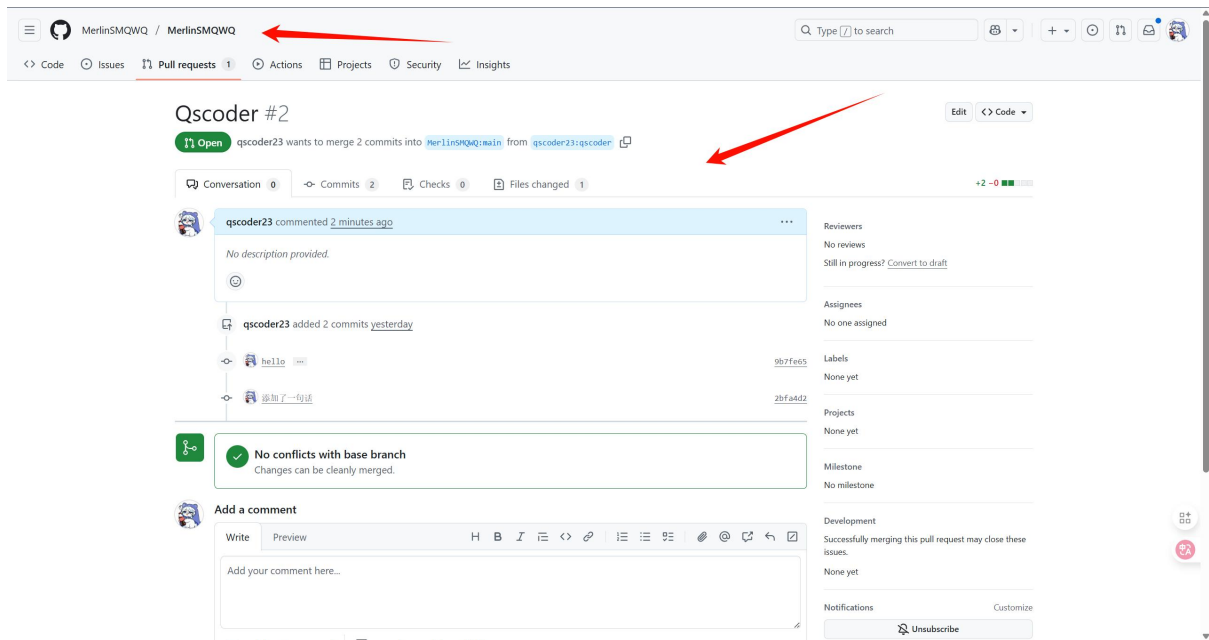 MerlinSMQWQ / MerlinSMQWQ
Type / to search
Code Issues Pull requests 1 Actions Projects Security Insights
Qscoder #2
Edit Code
Open qscoder23 wants to merge 2 commits into MerlinSMQWQ:main from qscoder23:qscoder
Conversation 0 Commits 2 Checks 0 Files changed 1
+2 −0
qscoder23 commented 2 minutes ago
No description provided.
qscoder23 added 2 commits yesterday
hello
9b7fe65
添加了一句话
2bfa4d2
No conflicts with base branch
Changes can be cleanly merged.
Add a comment
Write Preview
Add your comment here...
Reviewers
No reviews
Still in progress? Convert to draft
Assignees
No one assigned
Labels
None yet
Projects
None yet
Milestone
No milestone
Development
Successfully merging this pull request may close these
issues.
None yet
Notifications Customize
Unsubscribe